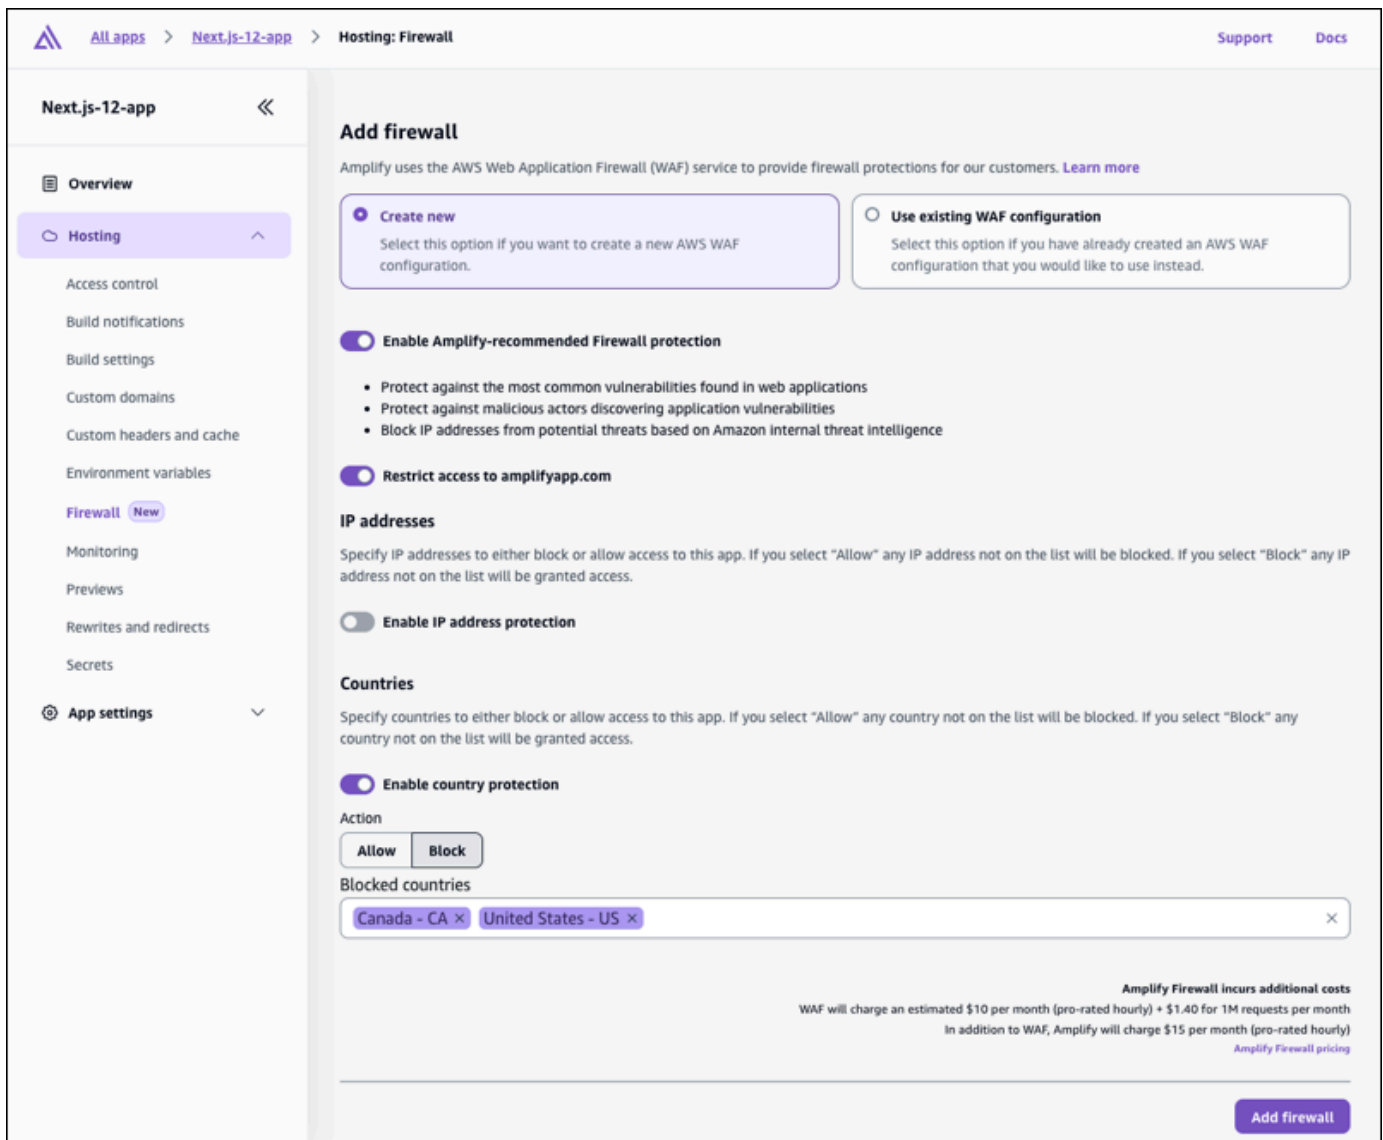 All apps > Next.js-12-app > Hosting: Firewall
Support Docs
Next.js-12-app
Overview
Hosting
Access control
Build notifications
Build settings
Custom domains
Custom headers and cache
Environment variables
Firewall New
Monitoring
Previews
Rewrites and redirects
Secrets
App settings
Add firewall
Amplify uses the AWS Web Application Firewall (WAF) service to provide firewall protections for our customers. Learn more
Create new
Select this option if you want to create a new AWS WAF
configuration.
Use existing WAF configuration
Select this option if you have already created an AWS WAF
configuration that you would like to use instead.
Enable Amplify-recommended Firewall protection
• Protect against the most common vulnerabilities found in web applications
• Protect against malicious actors discovering application vulnerabilities
• Block IP addresses from potential threats based on Amazon internal threat intelligence
Restrict access to amplifyapp.com
IP addresses
Specify IP addresses to either block or allow access to this app. If you select "Allow" any IP address not on the list will be blocked. If you select "Block" any IP
address not on the list will be granted access.
Enable IP address protection
Countries
Specify countries to either block or allow access to this app. If you select "Allow" any country not on the list will be blocked. If you select "Block" any
country not on the list will be granted access.
Enable country protection
Action
Allow Block
Blocked countries
Canada - CA × United States - US ×
Amplify Firewall incurs additional costs
WAF will charge an estimated $10 per month (pro-rated hourly) + $1.40 for 1M requests per month
In addition to WAF, Amplify will charge $15 per month (pro-rated hourly)
Amplify Firewall pricing
Add firewall